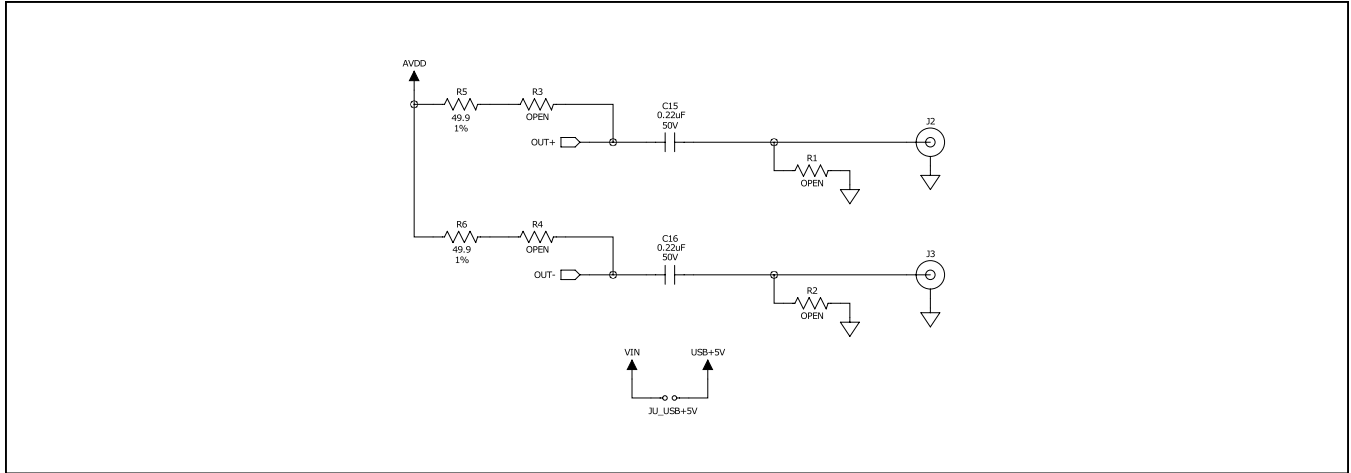 AVDD
R5
49.9
1%
R3
OPEN
OUT+
C15
0.22uF
50V
R1
OPEN
J2
R6
49.9
1%
R4
OPEN
OUT-
C16
0.22uF
50V
R2
OPEN
J3
VIN
USB+5V
JU_USB+5V